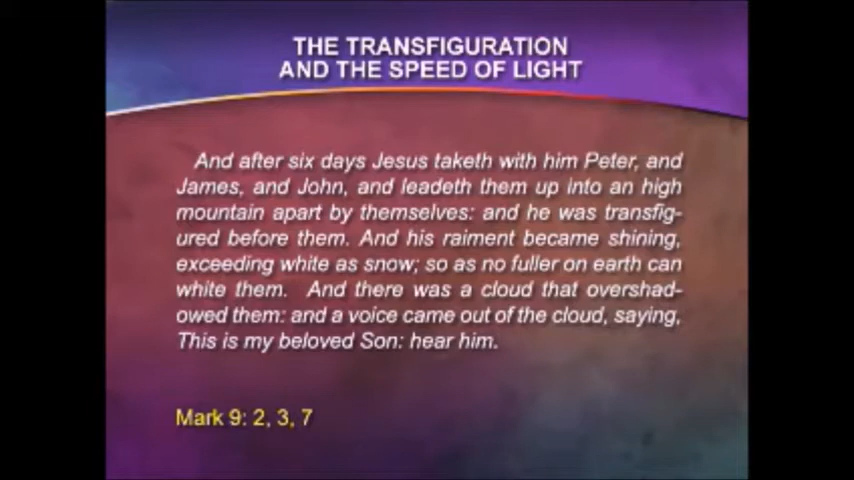 THE TRANSFIGURATION
AND THE SPEED OF LIGHT
And after six days Jesus taketh with him Peter, and
James, and John, and leadeth them up into an high
mountain apart by themselves: and he was transfig-
ured before them. And his raiment became shining,
exceeding white as snow; so as no fuller on earth can
white them. And there was a cloud that overshad-
owed them: and a voice came out of the cloud, saying,
This is my beloved Son: hear him.
Mark 9: 2, 3, 7